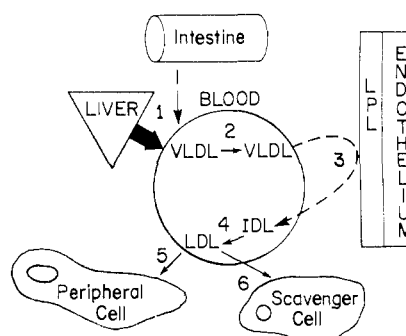 Intestine
LIVER
1
BLOOD
2
VLDL → VLDL
3
LPL
ENDOTHELIUM
4
IDL
LDL
5
6
Peripheral
Cell
Scavenger
Cell